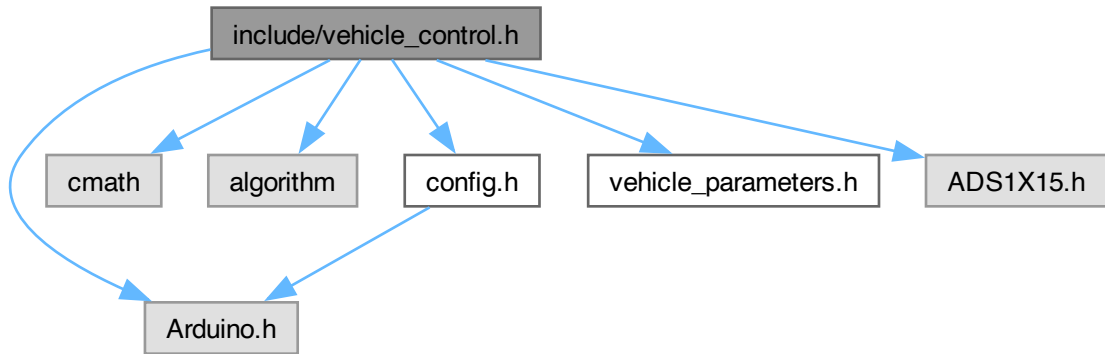 include/vehicle_control.h
cmath
algorithm
config.h
vehicle_parameters.h
ADS1X15.h
Arduino.h